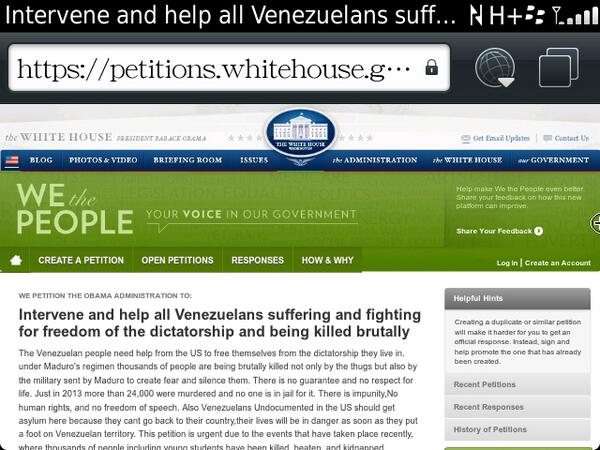 Intervene and help all Venezuelans suff... H+
https://petitions.whitehouse.g...
the WHITE HOUSE PRESIDENT BARACK OBAMA
THE WHITE HOUSE
WASHINGTON
Get Email Updates
Contact Us
BLOG PHOTOS & VIDEO BRIEFING ROOM ISSUES the ADMINISTRATION the WHITE HOUSE our GOVERNMENT
WE the
PEOPLE
YOUR VOICE IN OUR GOVERNMENT
Help make We the People even better.
Share your feedback on how this new
platform can improve.
Share Your Feedback
CREATE A PETITION OPEN PETITIONS RESPONSES HOW & WHY
Log in | Create an Account
WE PETITION THE OBAMA ADMINISTRATION TO:
Intervene and help all Venezuelans suffering and fighting
for freedom of the dictatorship and being killed brutally
The Venezuelan people need help from the US to free themselves from the dictatorship they live in.
under Maduro's regimen thousands of people are being brutally killed not only by the thugs but also by
the military sent by Maduro to create fear and silence them. There is no guarantee and no respect for
life. Just in 2013 more than 24,000 were murdered and no one is in jail for it. There is impunity,No
human rights, and no freedom of speech. Also Venezuelans Undocumented in the US should get
asylum here because they cant go back to their country,their lives will be in danger as soon as they put
a foot on Venezuelan territory. This petition is urgent due to the events that have taken place recently,
where thousands of people including young students have been killed, beaten, and kidnapped
Helpful Hints
Creating a duplicate or similar petition
will make it harder for you to get an
official response. Instead, sign and
help promote the one that has already
been created.
Recent Petitions
Recent Responses
History of Petitions